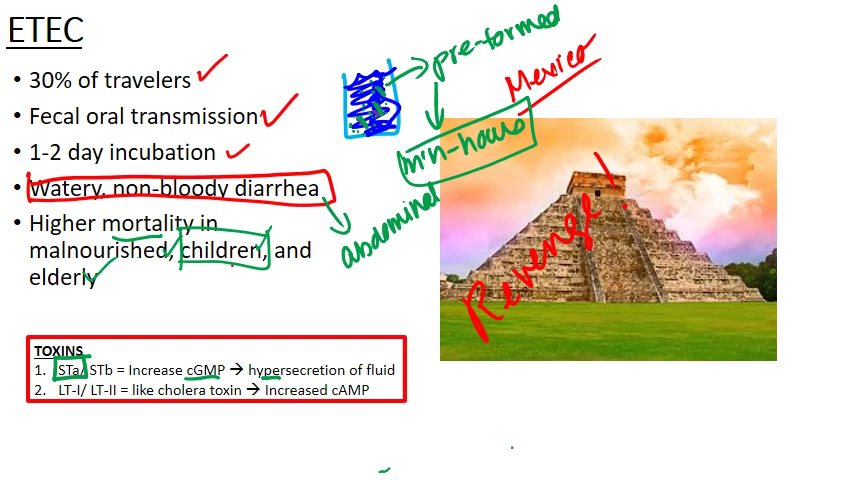 ETEC
• 30% of travelers
• Fecal oral transmission
• 1-2 day incubation
• Watery, non-bloody diarrhea
• Higher mortality in
malnourished, children, and
elderly
pre-formed
min-hours
abdominal
Mexico
Revenge!
TOXINS
1. STa/ STb = Increase cGMP → hypersecretion of fluid
2. LT-I/ LT-II = like cholera toxin → Increased cAMP